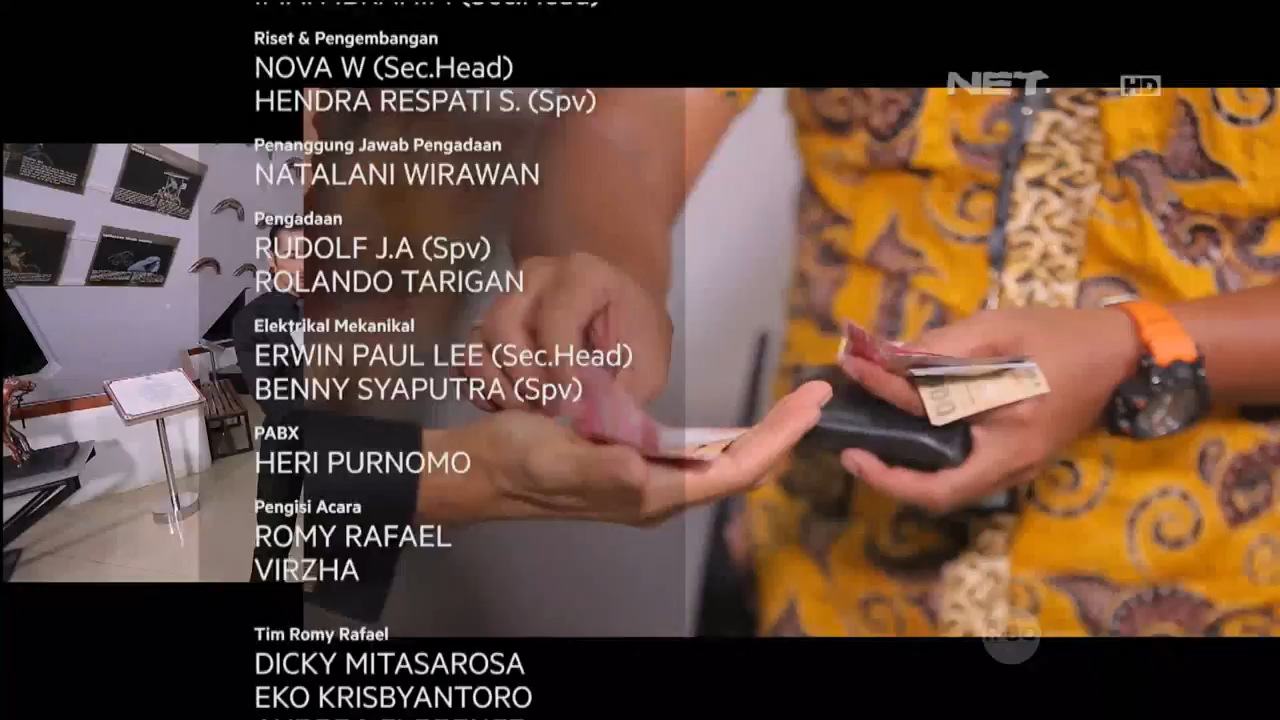 Riset & Pengembangan
NOVA W (Sec.Head)
HENDRA RESPATI S. (Spv)
Penanggung Jawab Pengadaan
NATALANI WIRAWAN
Pengadaan
RUDOLF J.A (Spv)
ROLANDO TARIGAN
Elektrikal Mekanikal
ERWIN PAUL LEE (Sec.Head)
BENNY SYAPUTRA (Spv)
PABX
HERI PURNOMO
Pengisi Acara
ROMY RAFAEL
VIRZHA
Tim Romy Rafael
DICKY MITASAROSA
EKO KRISBYANTORO
NET.
HD